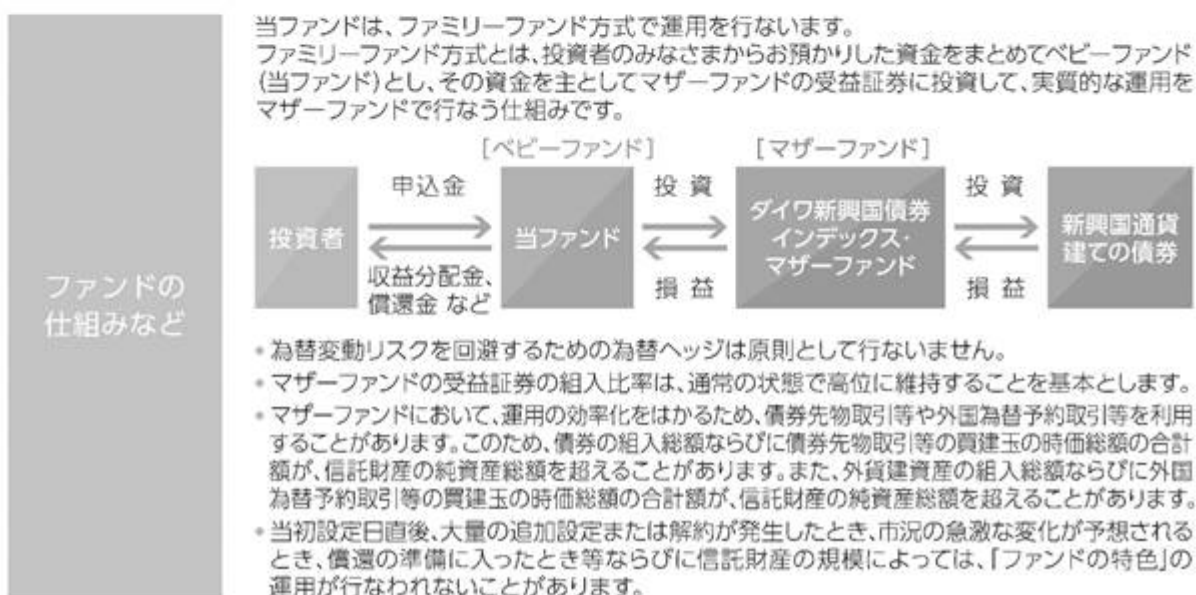 当ファンドは、ファミリーファンド方式で運用を行ないます。
ファミリーファンド方式とは、投資者のみなさまからお預かりした資金をまとめてベビーファンド
(当ファンド)とし、その資金を主としてマザーファンドの受益証券に投資して、実質的な運用を
マザーファンドで行なう仕組みです。
[ベビーファンド]
[マザーファンド]
申込金
投資
投資
投資者
当ファンド
ダイワ新興国債券
インデックス・
マザーファンド
新興国通貨
建ての債券
収益分配金、
償還金 など
損益
損益
ファンドの
仕組みなど
・為替変動リスクを回避するための為替ヘッジは原則として行ないません。
・マザーファンドの受益証券の組入比率は、通常の状態で高位に維持することを基本とします。
・マザーファンドにおいて、運用の効率化をはかるため、債券先物取引等や外国為替予約取引等を利用
することがあります。このため、債券の組入総額ならびに債券先物取引等の買建玉の時価総額の合計
額が、信託財産の純資産総額を超えることがあります。また、外貨建資産の組入総額ならびに外国
為替予約取引等の買建玉の時価総額の合計額が、信託財産の純資産総額を超えることがあります。
・当初設定日直後、大量の追加設定または解約が発生したとき、市況の急激な変化が予想される
とき、償還の準備に入ったとき等ならびに信託財産の規模によっては、「ファンドの特色」の
運用が行なわれないことがあります。